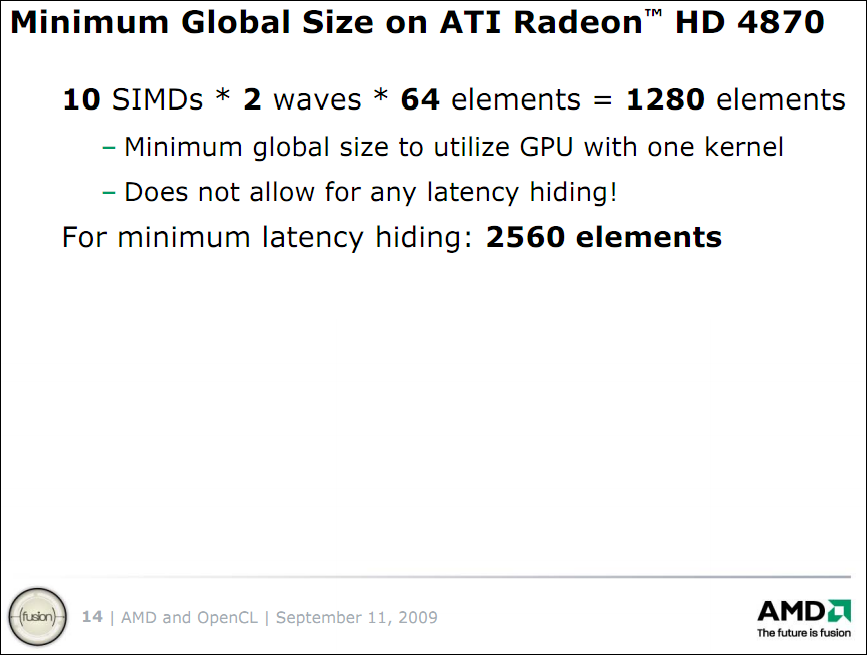 Minimum Global Size on ATI Radeon™ HD 4870
10 SIMDs * 2 waves * 64 elements = 1280 elements
– Minimum global size to utilize GPU with one kernel
– Does not allow for any latency hiding!
For minimum latency hiding: 2560 elements
fusion
14 | AMD and OpenCL | September 11, 2009
AMD
The future is fusion